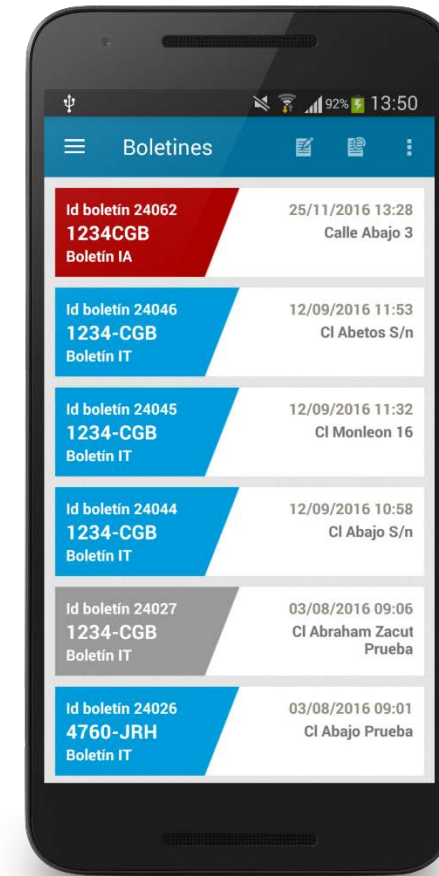 92% 13:50
Boletines
Id boletín 24062 25/11/2016 13:28
1234CGB Calle Abajo 3
Boletín IA
Id boletín 24046 12/09/2016 11:53
1234-CGB Cl Abetos S/n
Boletín IT
Id boletín 24045 12/09/2016 11:32
1234-CGB Cl Monleon 16
Boletín IT
Id boletín 24044 12/09/2016 10:58
1234-CGB Cl Abajo S/n
Boletín IT
Id boletín 24027 03/08/2016 09:06
1234-CGB Cl Abraham Zacut
Boletín IT Prueba
Id boletín 24026 03/08/2016 09:01
4760-JRH Cl Abajo Prueba
Boletín IT